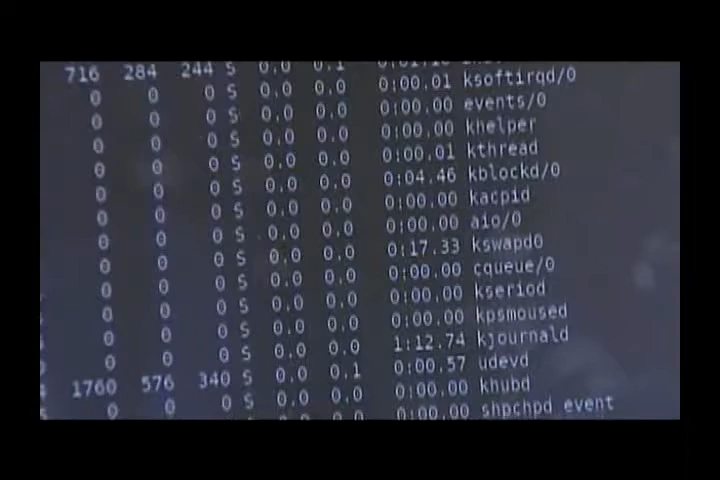 716 284 244 S 0.0 0.1
0 0 0 S 0.0 0.0 0:00.01 ksoftirqd/0
0 0 0 S 0.0 0.0 0:00.00 events/0
0 0 0 S 0.0 0.0 0:00.00 khelper
0 0 0 S 0.0 0.0 0:00.01 kthread
0 0 0 S 0.0 0.0 0:04.46 kblockd/0
0 0 0 S 0.0 0.0 0:00.00 kacpid
0 0 0 S 0.0 0.0 0:00.00 aio/0
0 0 0 S 0.0 0.0 0:17.33 kswapd0
0 0 0 S 0.0 0.0 0:00.00 cqueue/0
0 0 0 S 0.0 0.0 0:00.00 kseriod
0 0 0 S 0.0 0.0 0:00.00 kpsmoused
0 0 0 S 0.0 0.0 1:12.74 kjournald
1760 576 340 S 0.0 0.1 0:00.57 udevd
0 0 0 S 0.0 0.0 0:00.00 khubd
0:00.00 shpchpd_event